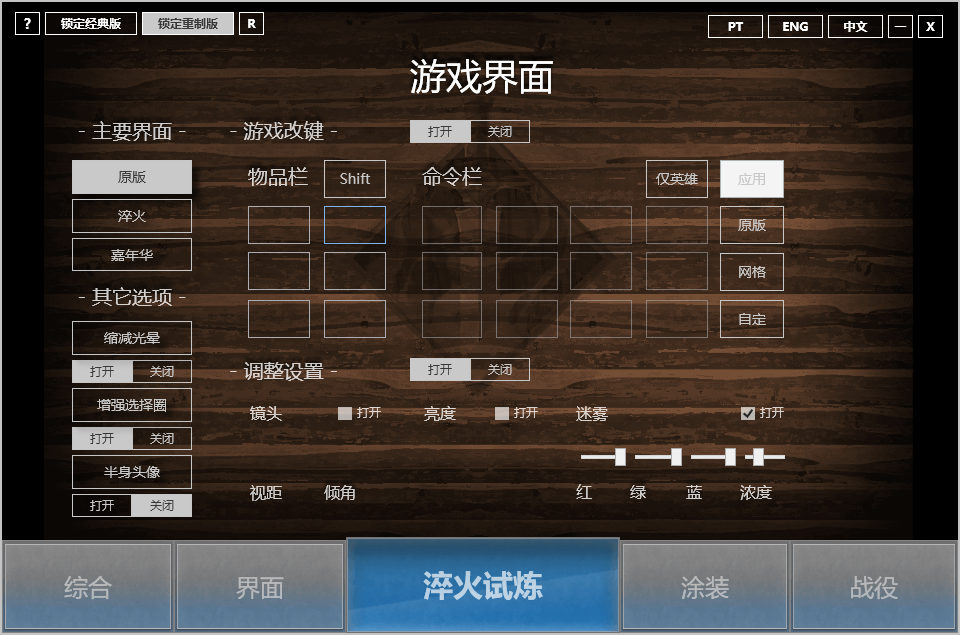 ? 锁定经典版 锁定重制版 R PT ENG 中文 — X
游戏界面
- 主要界面 - - 游戏改键 - 打开 关闭
原版 物品栏 Shift 命令栏 仅英雄 应用
淬火 原版
嘉年华 网格
- 其它选项 - 自定
缩减光晕
打开 关闭 - 调整设置 - 打开 关闭
增强选择圈 镜头 打开 亮度 打开 迷雾 打开
打开 关闭
半身头像
打开 关闭 视距 倾角 红 绿 蓝 浓度
综合 界面 淬火试炼 涂装 战役